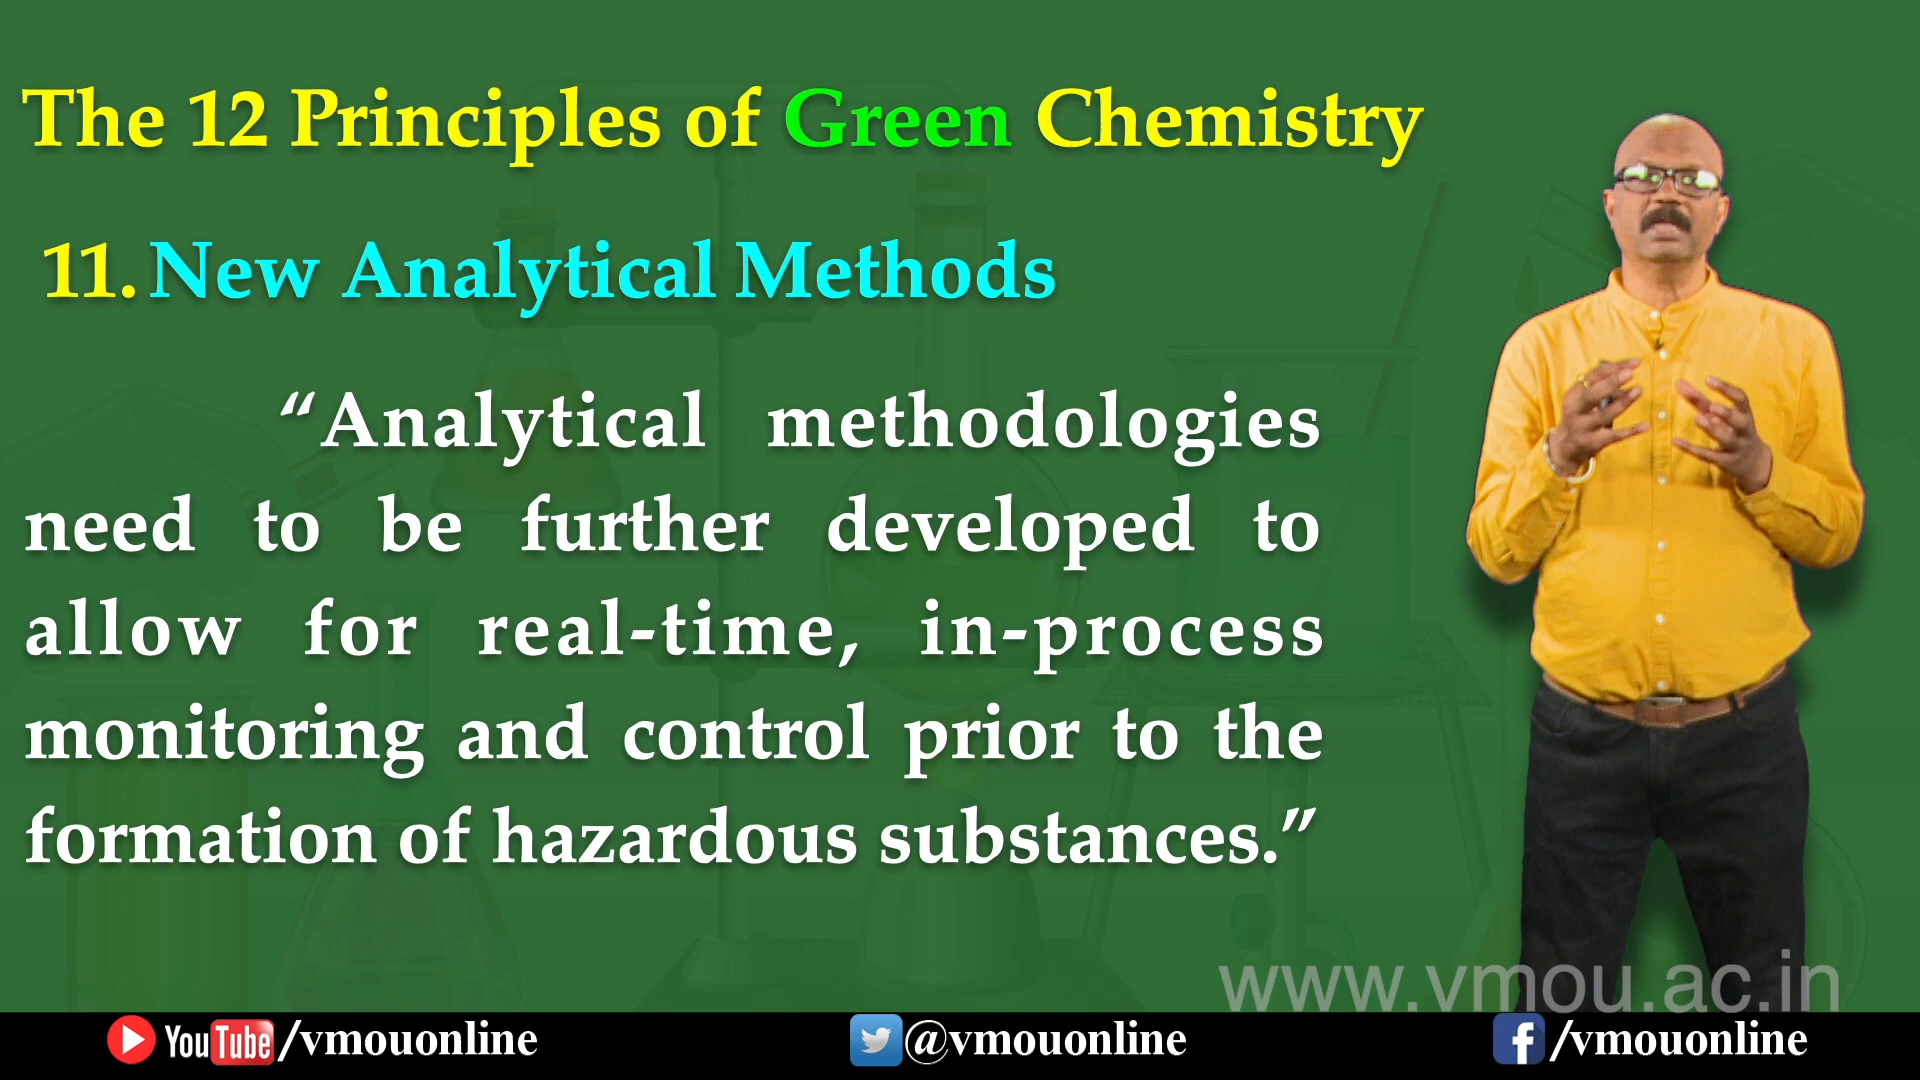 The 12 Principles of Green Chemistry
11. New Analytical Methods
“Analytical methodologies
need to be further developed to
allow for real-time, in-process
monitoring and control prior to the
formation of hazardous substances.”
www.vmou.ac.in
YouTube /vmouonline @vmouonline /vmouonline